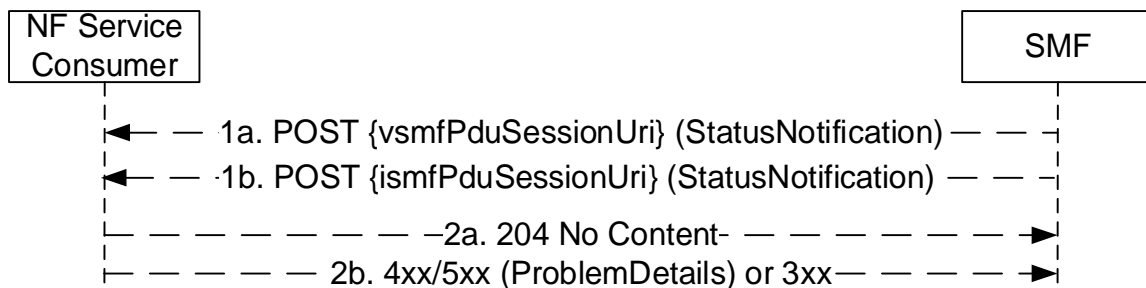 NF Service
Consumer
SMF
1a. POST {vsmfPduSessionUri} (StatusNotification)
1b. POST {ismfPduSessionUri} (StatusNotification)
2a. 204 No Content
2b. 4xx/5xx (ProblemDetails) or 3xx